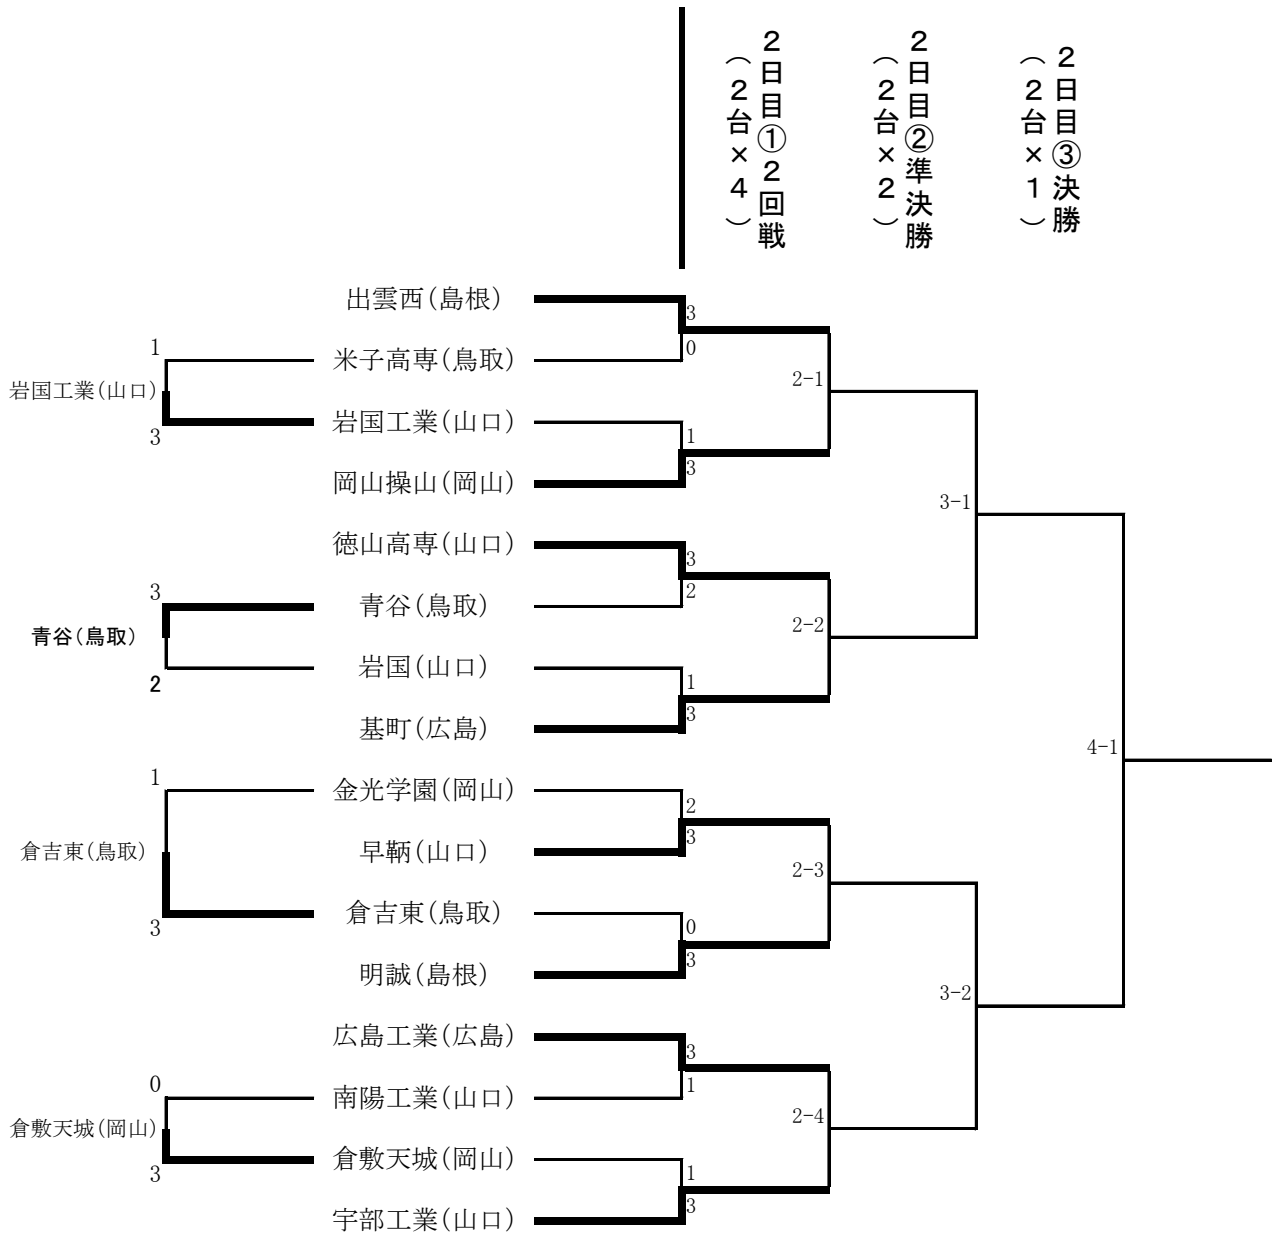 2日目①2回戦
（2台×4）
2日目②準決勝
（2台×2）
2日目③決勝
（2台×1）
出雲西(島根)
3
1
米子高専(鳥取)
0
岩国工業(山口)
2-1
3
岩国工業(山口)
1
岡山操山(岡山)
3
3-1
徳山高専(山口)
3
3
青谷(鳥取)
2
青谷(鳥取)
2-2
2
岩国(山口)
1
基町(広島)
3
4-1
1
金光学園(岡山)
2
倉吉東(鳥取)
早鞆(山口)
3
2-3
3
倉吉東(鳥取)
0
明誠(島根)
3
3-2
広島工業(広島)
3
0
南陽工業(山口)
1
倉敷天城(岡山)
2-4
3
倉敷天城(岡山)
1
宇部工業(山口)
3